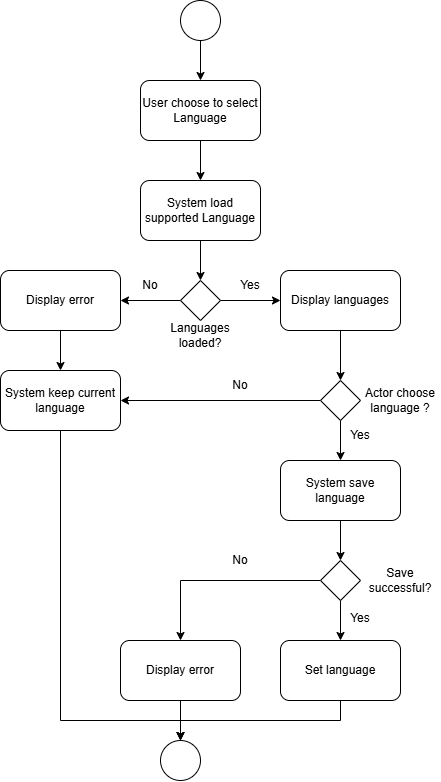 User choose to select
Language
System load
supported Language
No
Yes
Display error
Display languages
Languages
loaded?
System keep current
language
No
Actor choose
language ?
Yes
System save
language
No
Save
successful?
Yes
Display error
Set language